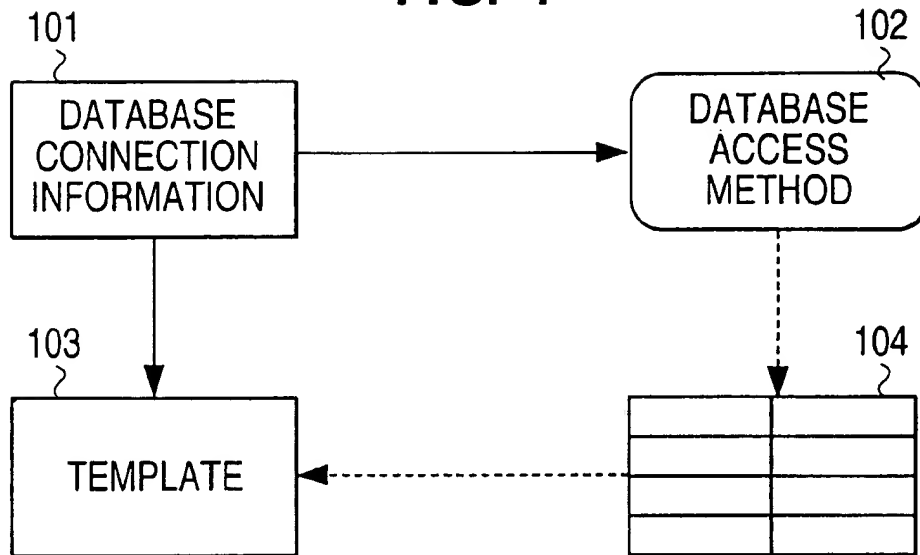 101
102
DATABASE
CONNECTION
INFORMATION
DATABASE
ACCESS
METHOD
103
104
TEMPLATE